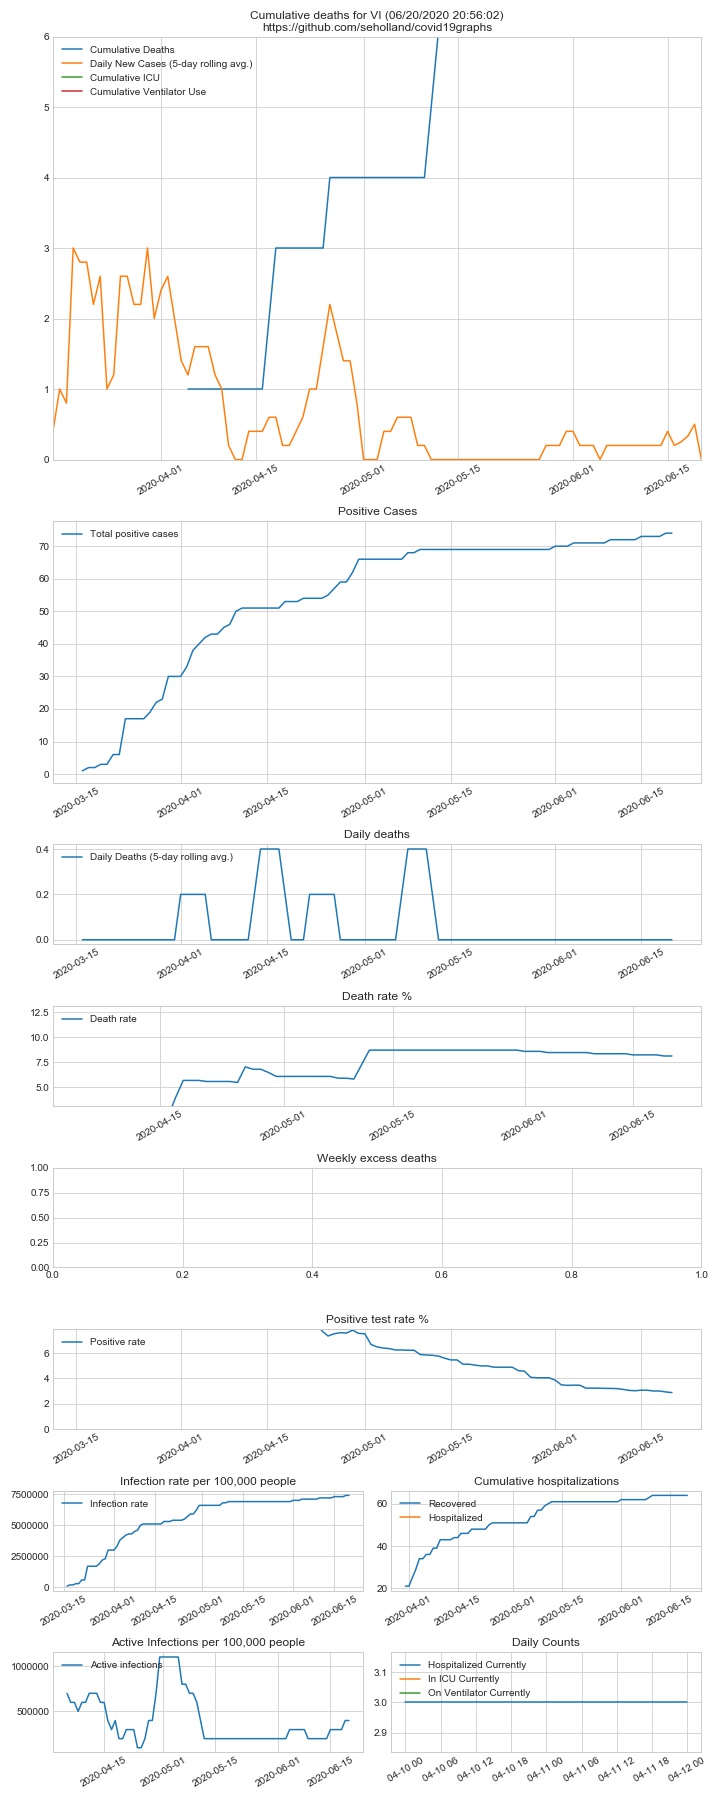 Cumulative deaths for VI (06/20/2020 20:56:02)
https://github.com/seholland/covid19graphs
Cumulative Deaths
Daily New Cases (5-day rolling avg.)
Cumulative ICU
Cumulative Ventilator Use
6
5
4
3
2
1
0
2020-04-01 2020-04-15 2020-05-01 2020-05-15 2020-06-01 2020-06-15
Positive Cases
Total positive cases
70
60
50
40
30
20
10
0
2020-03-15 2020-04-01 2020-04-15 2020-05-01 2020-05-15 2020-06-01 2020-06-15
Daily deaths
Daily Deaths (5-day rolling avg.)
0.4
0.2
0.0
2020-03-15 2020-04-01 2020-04-15 2020-05-01 2020-05-15 2020-06-01 2020-06-15
Death rate %
Death rate
12.5
10.0
7.5
5.0
2020-04-15 2020-05-01 2020-05-15 2020-06-01 2020-06-15
Weekly excess deaths
1.00
0.75
0.50
0.25
0.00
0.0 0.2 0.4 0.6 0.8 1.0
Positive test rate %
Positive rate
6
4
2
0
2020-03-15 2020-04-01 2020-04-15 2020-05-01 2020-05-15 2020-06-01 2020-06-15
Infection rate per 100,000 people
Infection rate
7500000
5000000
2500000
0
2020-03-15 2020-04-01 2020-04-15 2020-05-01 2020-05-15 2020-06-01 2020-06-15
Cumulative hospitalizations
Recovered
Hospitalized
60
40
20
2020-04-01 2020-04-15 2020-05-01 2020-05-15 2020-06-01 2020-06-15
Active Infections per 100,000 people
Active infections
1000000
500000
2020-04-15 2020-05-01 2020-05-15 2020-06-01 2020-06-15
Daily Counts
Hospitalized Currently
In ICU Currently
On Ventilator Currently
3.1
3.0
2.9
04-10 00 04-10 06 04-10 12 04-10 18 04-11 00 04-11 06 04-11 12 04-11 18 04-12 00